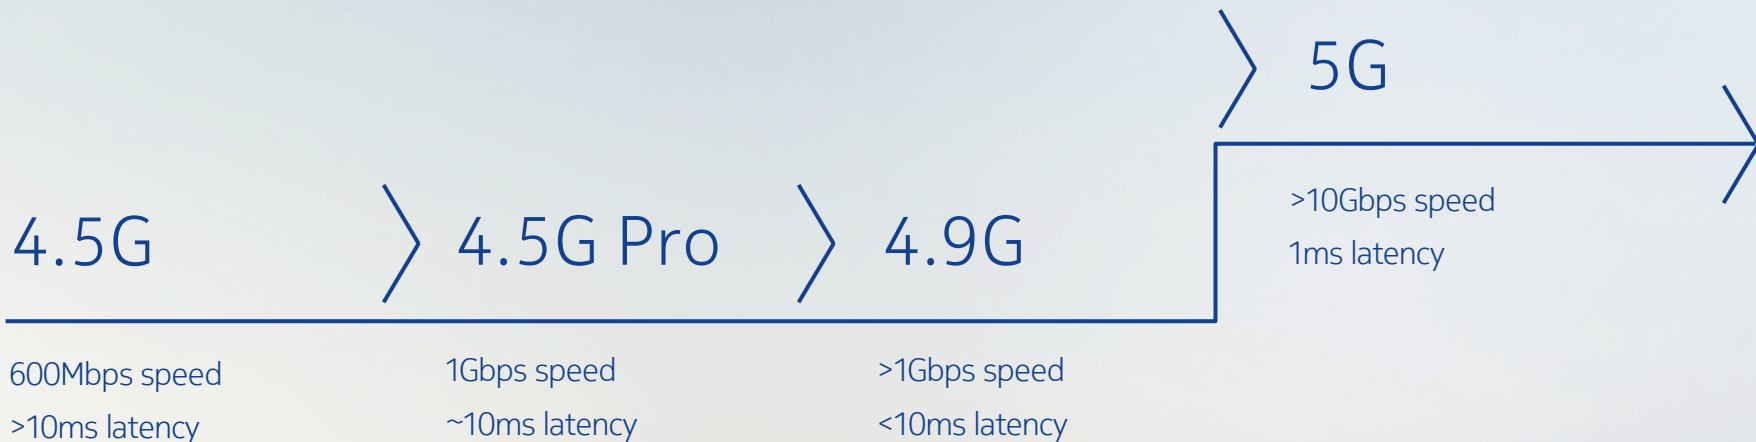 4.5G
600Mbps speed
>10ms latency
4.5G Pro
1Gbps speed
~10ms latency
4.9G
>1Gbps speed
<10ms latency
5G
>10Gbps speed
1ms latency